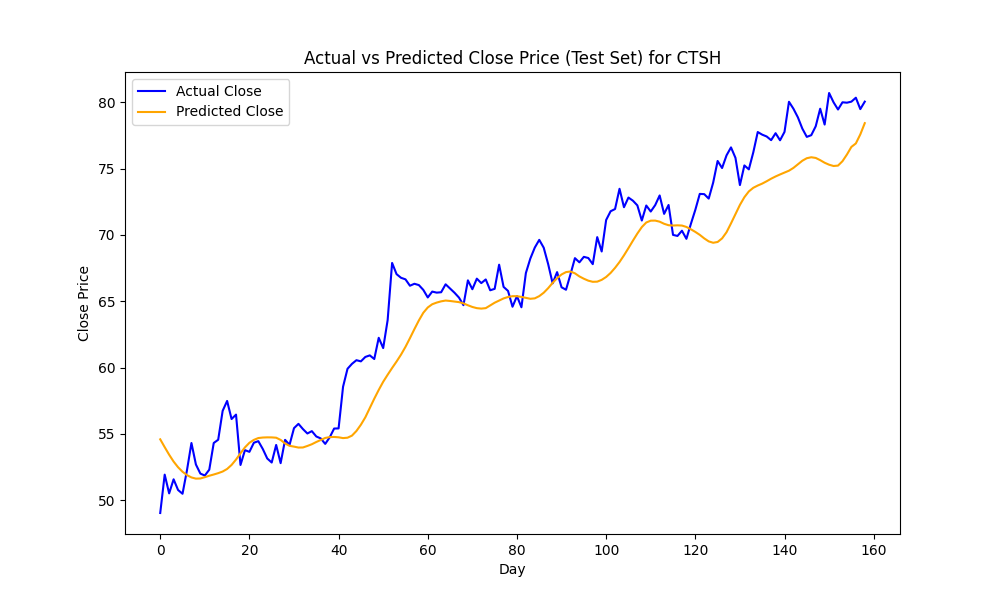 Actual vs Predicted Close Price (Test Set) for CTSH
Actual Close
Predicted Close
Close Price
80
75
70
65
60
55
50
0 20 40 60 80 100 120 140 160
Day